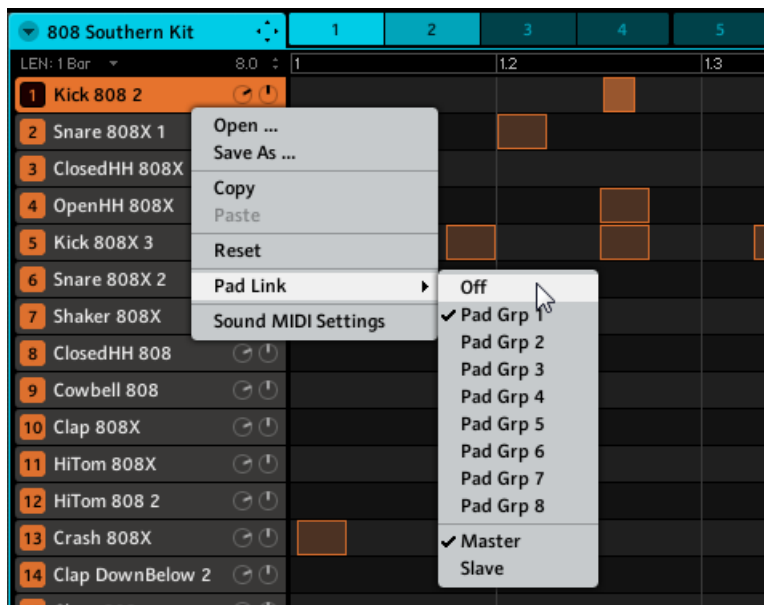 808 Southern Kit 1 2 3 4 5
LEN: 1 Bar 8.0 1 1.2 1.3
1 Kick 808 2
2 Snare 808X 1
3 ClosedHH 808X
4 OpenHH 808X
5 Kick 808X 3
6 Snare 808X 2
7 Shaker 808X
8 ClosedHH 808
9 Cowbell 808
10 Clap 808X
11 HiTom 808X
12 HiTom 808 2
13 Crash 808X
14 Clap DownBelow 2
Open ...
Save As ...
Copy
Paste
Reset
Pad Link
Sound MIDI Settings
Off
Pad Grp 1
Pad Grp 2
Pad Grp 3
Pad Grp 4
Pad Grp 5
Pad Grp 6
Pad Grp 7
Pad Grp 8
Master
Slave